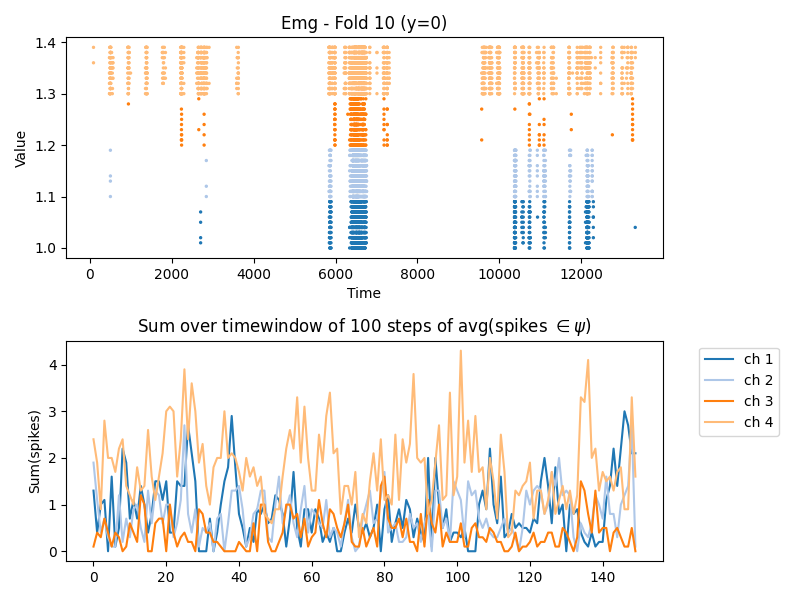 Emg - Fold 10 (y=0)
1.4
1.3
1.2
1.1
1.0
Value
0 2000 4000 6000 8000 10000 12000
Time
Sum over timewindow of 100 steps of avg(spikes ∈ ψ)
4
3
2
1
0
Sum(spikes)
0 20 40 60 80 100 120 140
ch 1
ch 2
ch 3
ch 4